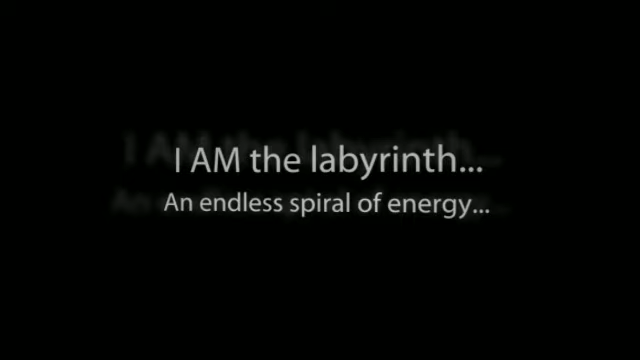 I AM the labyrinth...
An endless spiral of energy...